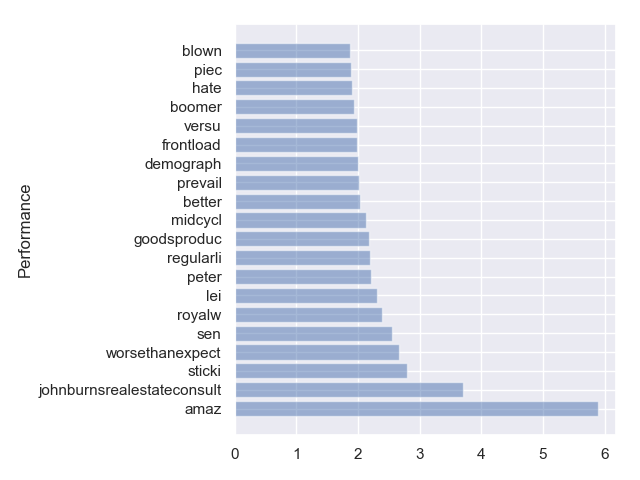 blown
piec
hate
boomer
versu
frontload
demograph
prevail
better
midcycl
goodsproduc
regularli
peter
lei
royalw
sen
worsethanexpect
sticki
johnburnsrealestateconsult
amaz
Performance
0 1 2 3 4 5 6